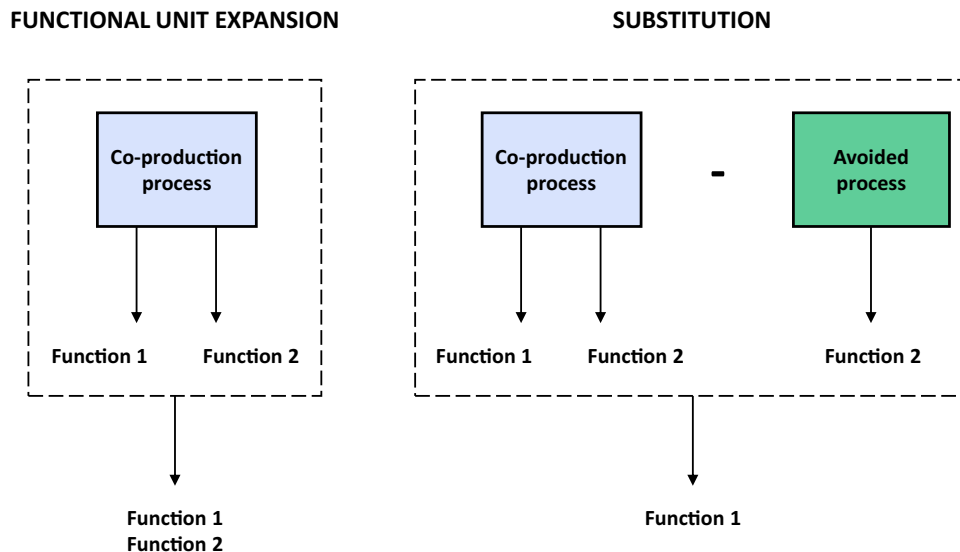 FUNCTIONAL UNIT EXPANSION
Co-production
process
Function 1
Function 2
Function 1
Function 2
SUBSTITUTION
Co-production
process
-
Avoided
process
Function 1
Function 2
Function 2
Function 1